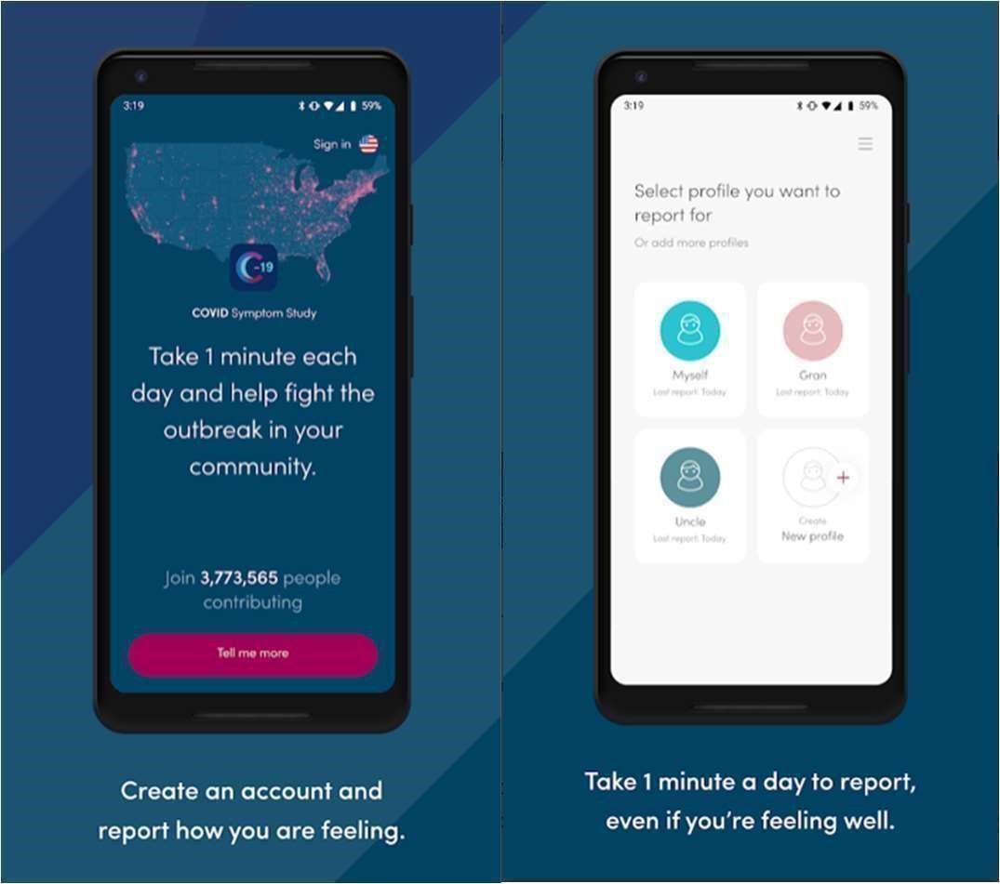 3:19
59%
Sign in
C-19
COVID Symptom Study
Take 1 minute each
day and help fight the
outbreak in your
community.
Join 3,773,565 people
contributing
Tell me more
Create an account and
report how you are feeling.
3:19
59%
Select profile you want to
report for
Or add more profiles
Myself
Last report: Today
Gran
Last report: Today
Uncle
Last report: Today
Create
New profile
Take 1 minute a day to report,
even if you're feeling well.